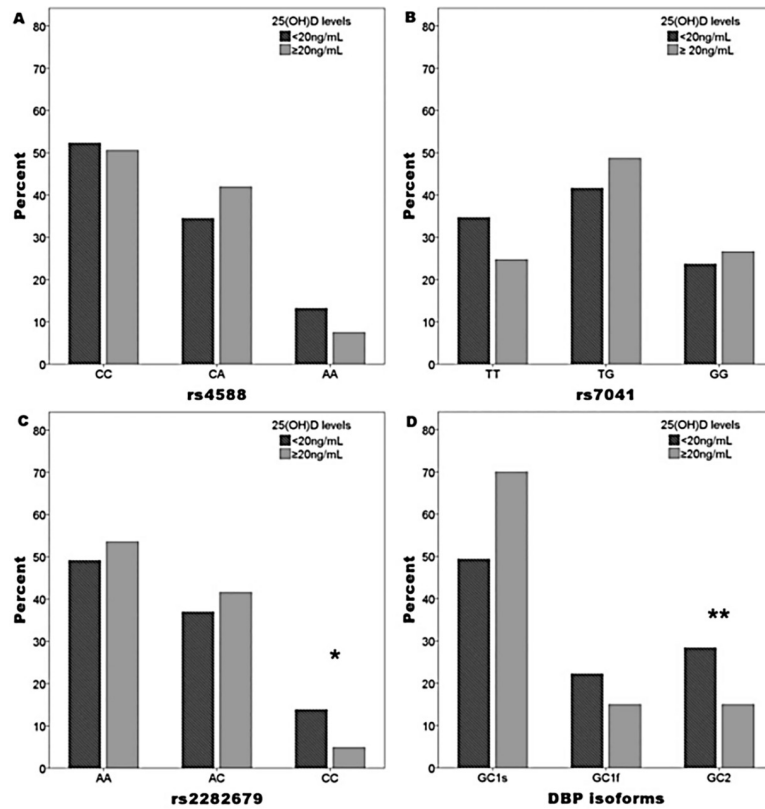 A
25(OH)D levels
<20ng/mL
≥20ng/mL
Percent
80
70
60
50
40
30
20
10
0
CC CA AA
rs4588
B
25(OH)D levels
<20ng/mL
≥ 20ng/mL
Percent
80
70
60
50
40
30
20
10
0
TT TG GG
rs7041
C
25(OH)D levels
<20ng/mL
≥20ng/mL
Percent
80
70
60
50
40
30
20
10
0
*
AA AC CC
rs2282679
D
25(OH)D levels
<20ng/mL
≥20ng/mL
Percent
80
70
60
50
40
30
20
10
0
**
GC1s GC1f GC2
DBP isoforms